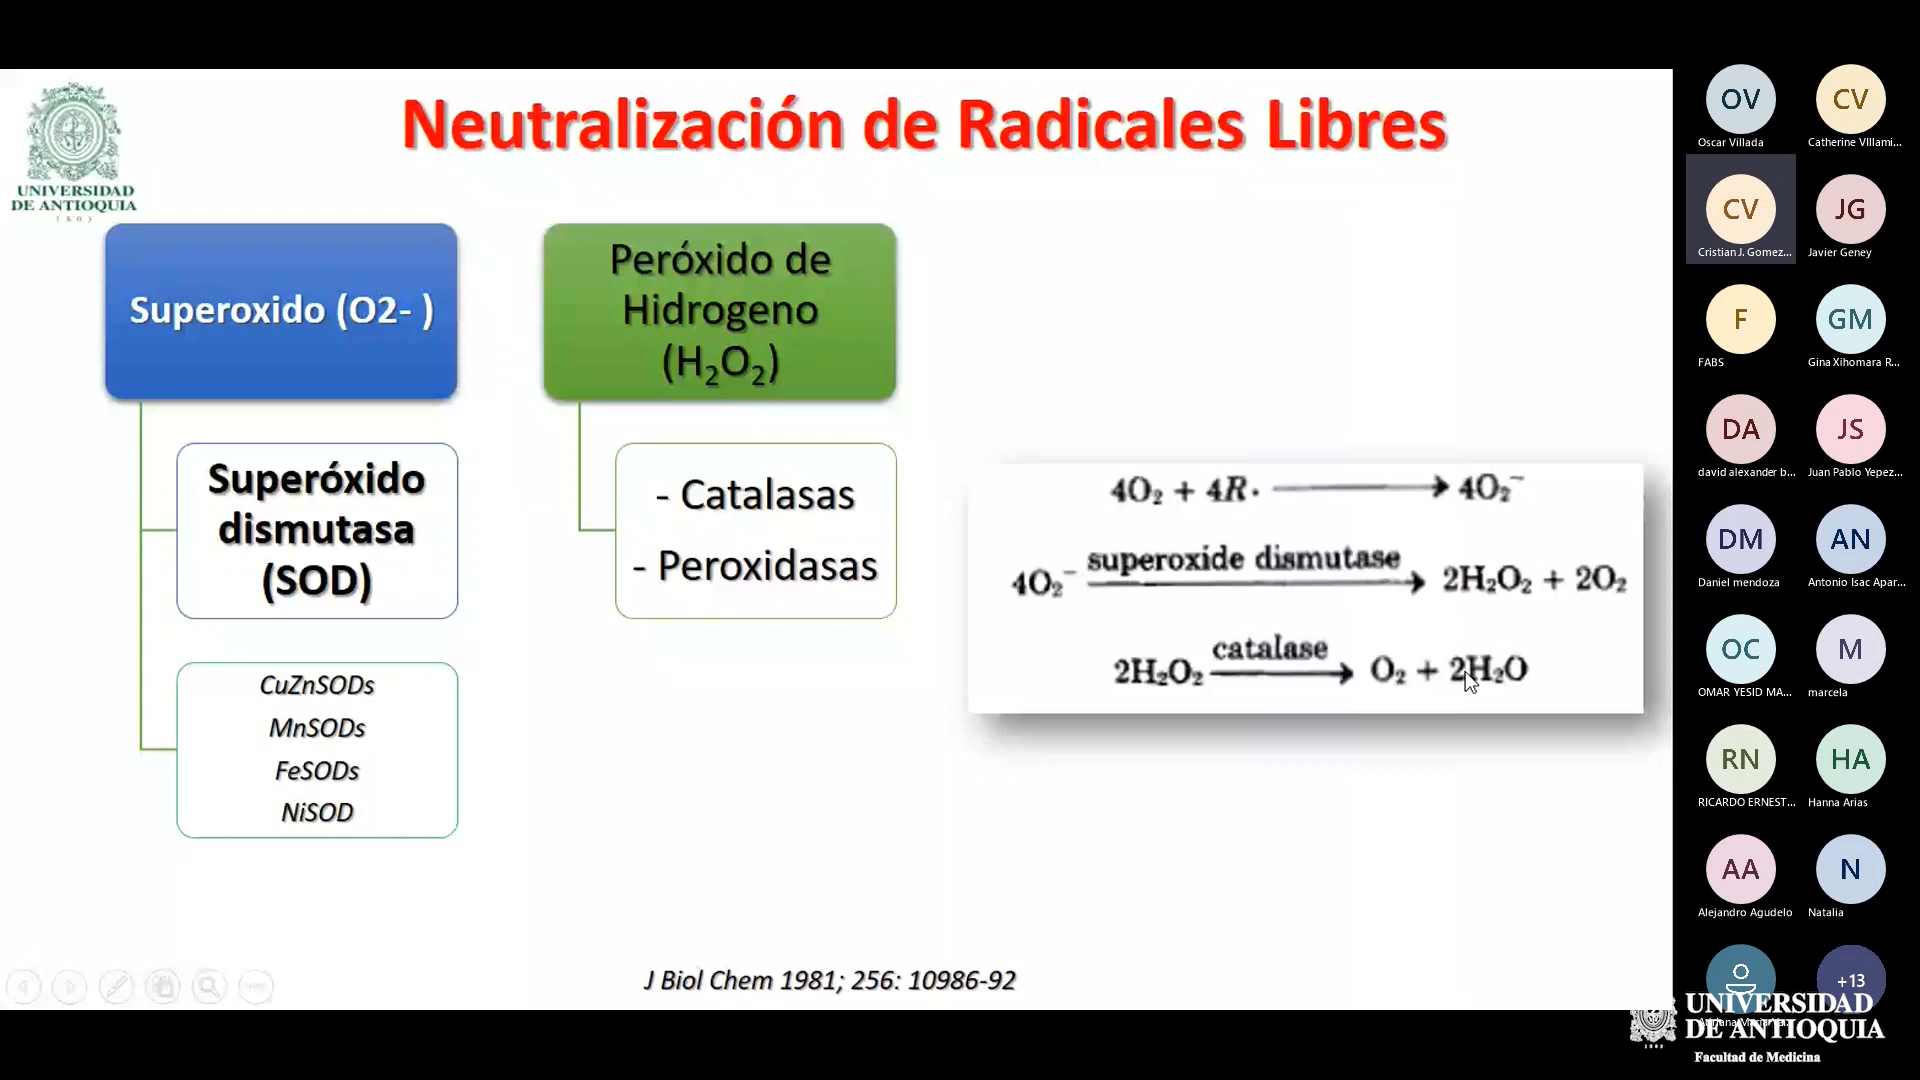 Neutralización de Radicales Libres
UNIVERSIDAD
DE ANTIOQUIA
1803
Superoxido (O2- )
Superóxido
dismutasa
(SOD)
CuZnSODs
MnSODs
FeSODs
NiSOD
Peróxido de
Hidrogeno
(H₂O₂)
- Catalasas
- Peroxidasas
4O₂ + 4R· ⟶ 4O₂⁻
superoxide dismutase
4O₂⁻ ⟶ 2H₂O₂ + 2O₂
catalase
2H₂O₂ ⟶ O₂ + 2H₂O
J Biol Chem 1981; 256: 10986-92
OV
Oscar Villada
CV
Catherine VIllami...
CV
Cristian J. Gomez...
JG
Javier Geney
F
FABS
GM
Gina Xihomara R...
DA
david alexander b...
JS
Juan Pablo Yepez...
DM
Daniel mendoza
AN
Antonio Isac Apar...
OC
OMAR YESID MA...
M
marcela
RN
RICARDO ERNEST...
HA
Hanna Arias
AA
Alejandro Agudelo
N
Natalia
+13
UNIVERSIDAD
DE ANTIOQUIA
1803
Facultad de Medicina